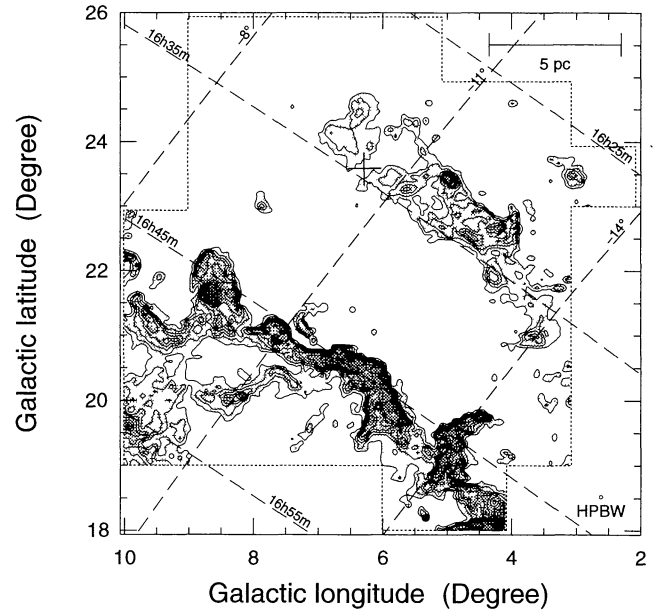 26
24
22
20
18
10
8
6
4
2
Galactic latitude (Degree)
Galactic longitude (Degree)
16h35m
-8°
-11°
5 pc
16h25m
16h45m
-14°
16h55m
HPBW